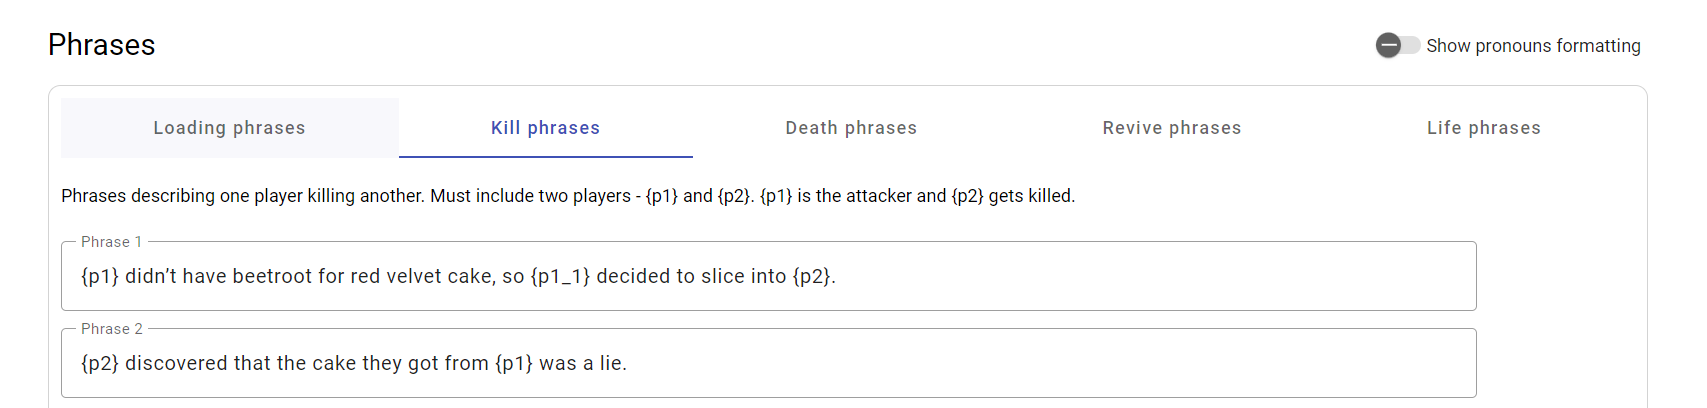 Phrases
Show pronouns formatting
Loading phrases
Kill phrases
Death phrases
Revive phrases
Life phrases
Phrases describing one player killing another. Must include two players - {p1} and {p2}. {p1} is the attacker and {p2} gets killed.
Phrase 1
{p1} didn’t have beetroot for red velvet cake, so {p1_1} decided to slice into {p2}.
Phrase 2
{p2} discovered that the cake they got from {p1} was a lie.